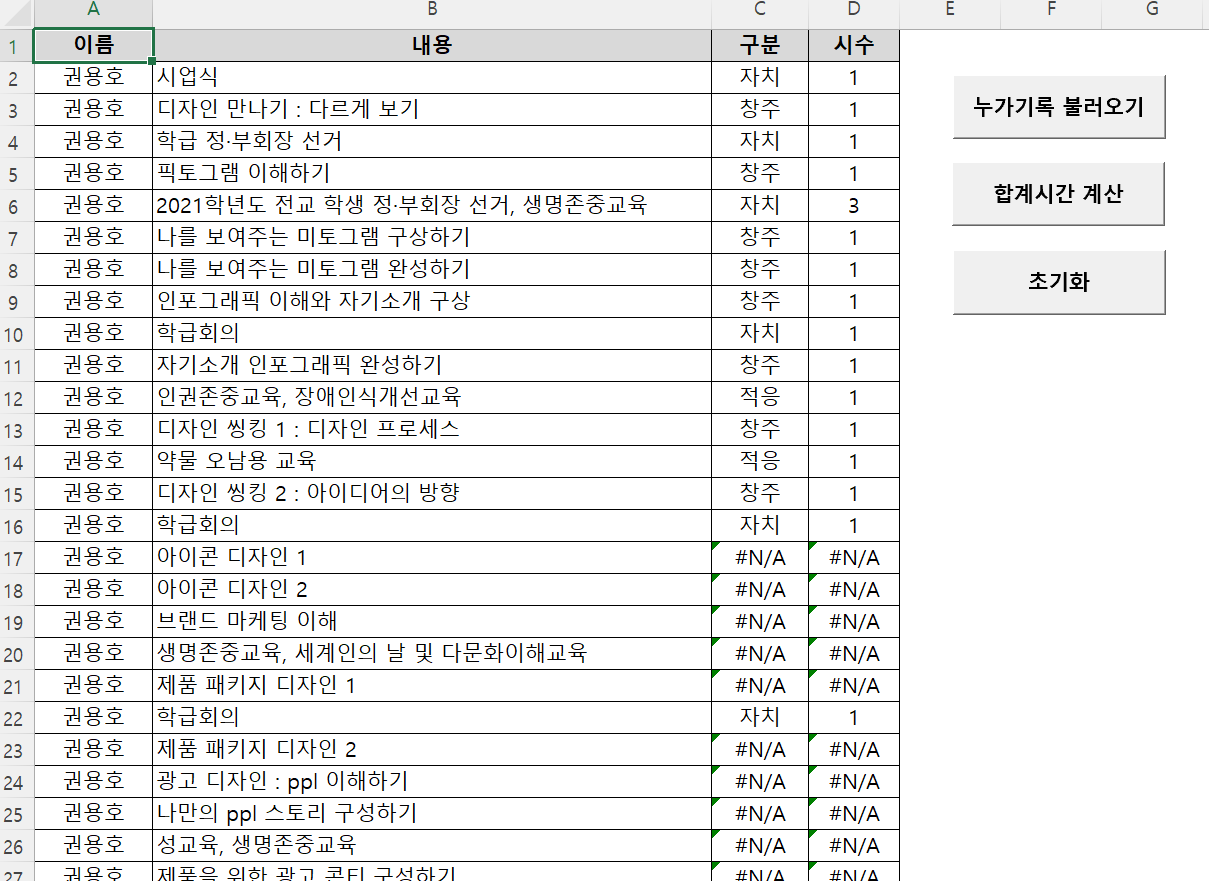 A B C D E F G
1 이름 내용 구분 시수
2 권용호 시업식 자치 1
3 권용호 디자인 만나기 : 다르게 보기 창주 1
4 권용호 학급 정·부회장 선거 자치 1
5 권용호 픽토그램 이해하기 창주 1
6 권용호 2021학년도 전교 학생 정·부회장 선거, 생명존중교육 자치 3
7 권용호 나를 보여주는 미토그램 구상하기 창주 1
8 권용호 나를 보여주는 미토그램 완성하기 창주 1
9 권용호 인포그래픽 이해와 자기소개 구상 창주 1
10 권용호 학급회의 자치 1
11 권용호 자기소개 인포그래픽 완성하기 창주 1
12 권용호 인권존중교육, 장애인식개선교육 적응 1
13 권용호 디자인 씽킹 1 : 디자인 프로세스 창주 1
14 권용호 약물 오남용 교육 적응 1
15 권용호 디자인 씽킹 2 : 아이디어의 방향 창주 1
16 권용호 학급회의 자치 1
17 권용호 아이콘 디자인 1 #N/A #N/A
18 권용호 아이콘 디자인 2 #N/A #N/A
19 권용호 브랜드 마케팅 이해 #N/A #N/A
20 권용호 생명존중교육, 세계인의 날 및 다문화이해교육 #N/A #N/A
21 권용호 제품 패키지 디자인 1 #N/A #N/A
22 권용호 학급회의 자치 1
23 권용호 제품 패키지 디자인 2 #N/A #N/A
24 권용호 광고 디자인 : ppl 이해하기 #N/A #N/A
25 권용호 나만의 ppl 스토리 구성하기 #N/A #N/A
26 권용호 성교육, 생명존중교육 #N/A #N/A
27 권용호 제품을 위한 광고 콘티 구성하기 #N/A #N/A
누가기록 불러오기
합계시간 계산
초기화